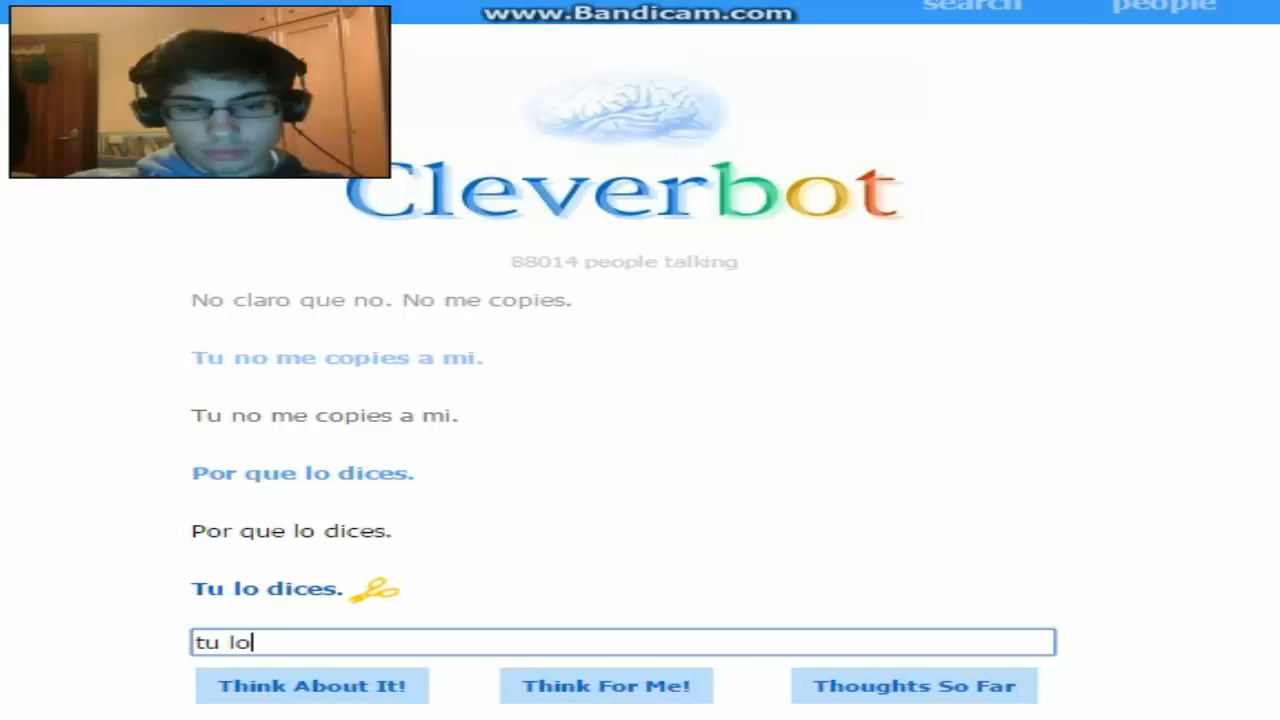 www.Bandicam.com
search people
Cleverbot
88014 people talking
No claro que no. No me copies.
Tu no me copies a mi.
Tu no me copies a mi.
Por que lo dices.
Por que lo dices.
Tu lo dices.
tu lo
Think About It! Think For Me! Thoughts So Far